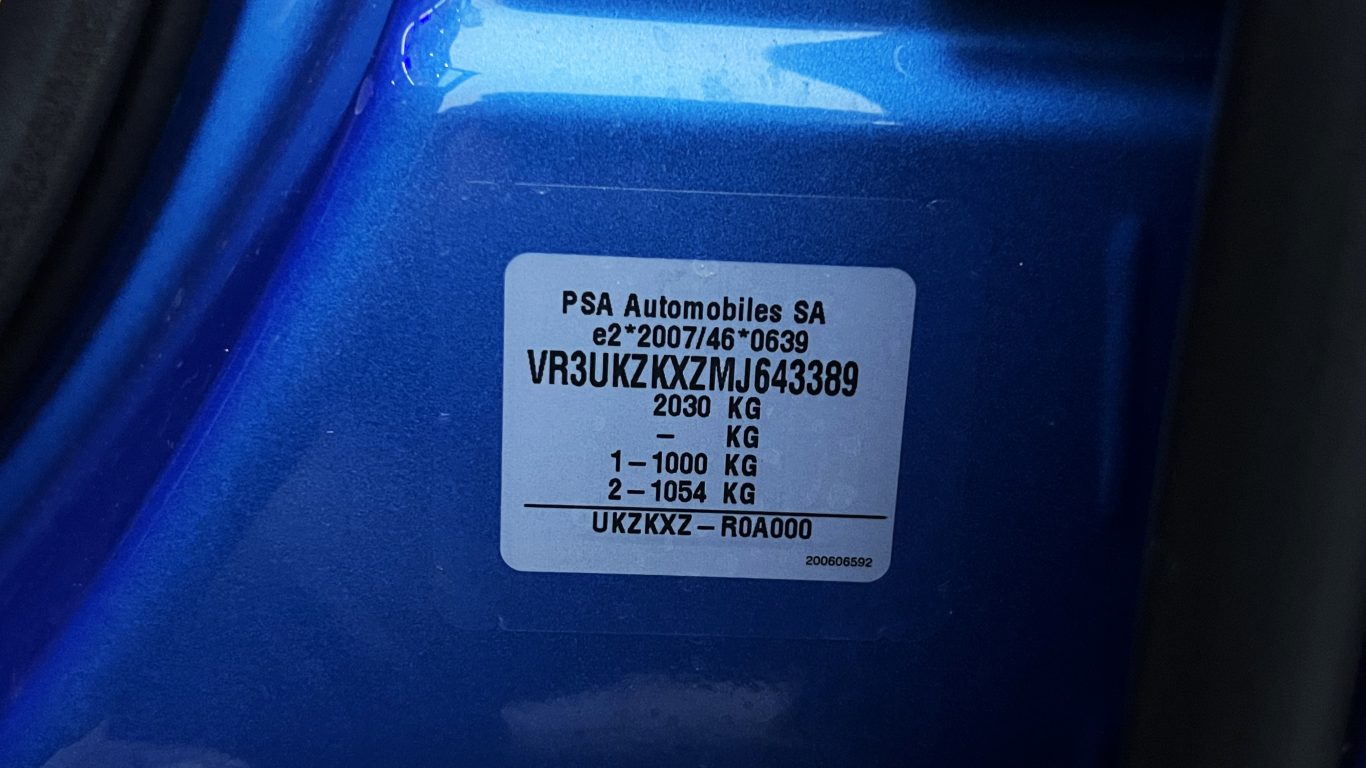 PSA Automobiles SA
e2*2007/46*0639
VR3UKZKXZMJ643389
2030 KG
– KG
1–1000 KG
2–1054 KG
UKZKXZ–R0A000
200606592